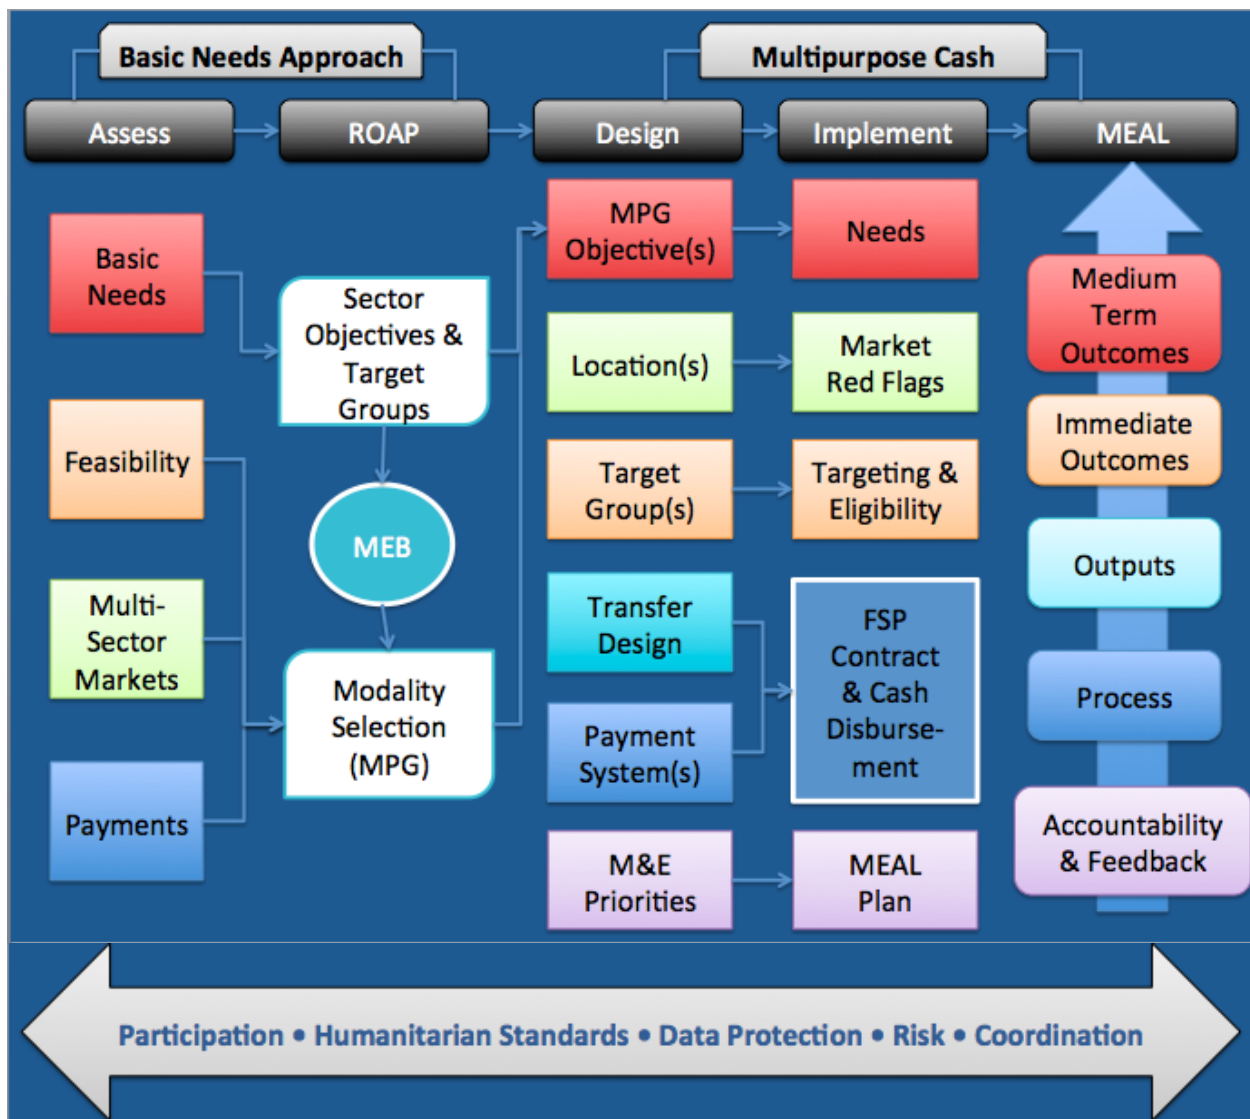 Basic Needs Approach
Multipurpose Cash
Assess
ROAP
Design
Implement
MEAL
Basic
Needs
Feasibility
Multi-
Sector
Markets
Payments
Sector
Objectives &
Target
Groups
MEB
Modality
Selection
(MPG)
MPG
Objective(s)
Location(s)
Target
Group(s)
Transfer
Design
Payment
System(s)
M&E
Priorities
Needs
Market
Red Flags
Targeting &
Eligibility
FSP
Contract
& Cash
Disburse-
ment
MEAL
Plan
Medium
Term
Outcomes
Immediate
Outcomes
Outputs
Process
Accountability
& Feedback
Participation • Humanitarian Standards • Data Protection • Risk • Coordination